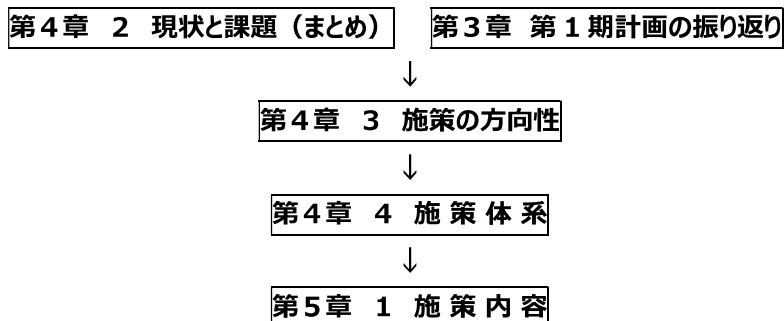 第４章　２　現状と課題（まとめ）　第３章　第１期計画の振り返り
↓
第４章　３　施策の方向性
↓
第４章　４　施 策 体 系
↓
第５章　１　施 策 内 容